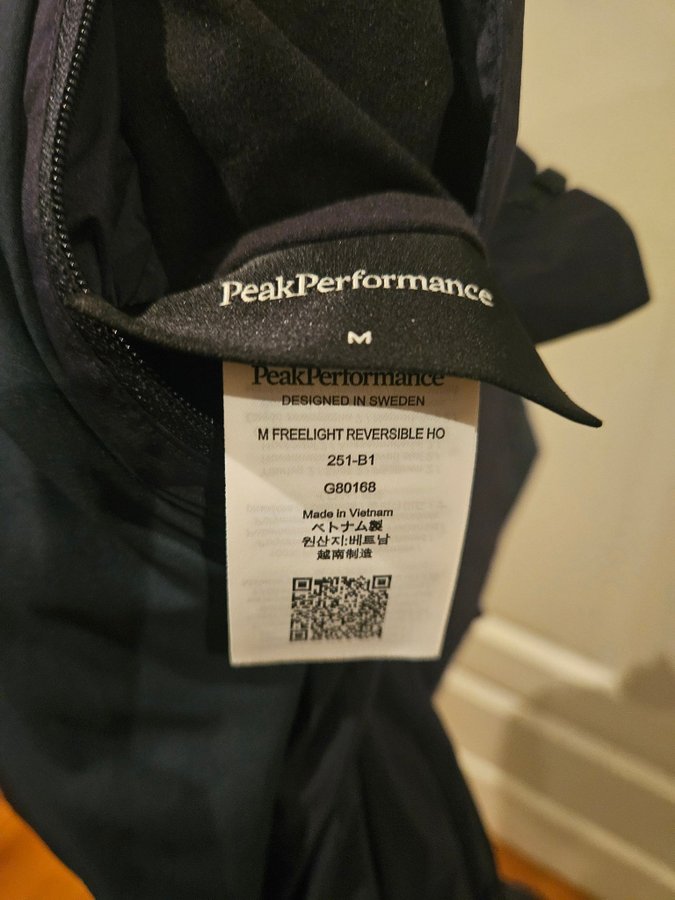 PeakPerformance
M
PeakPerformance
DESIGNED IN SWEDEN
M FREELIGHT REVERSIBLE HO
251-B1
G80168
Made in Vietnam
ベトナム製
원산지:베트남
越南制造